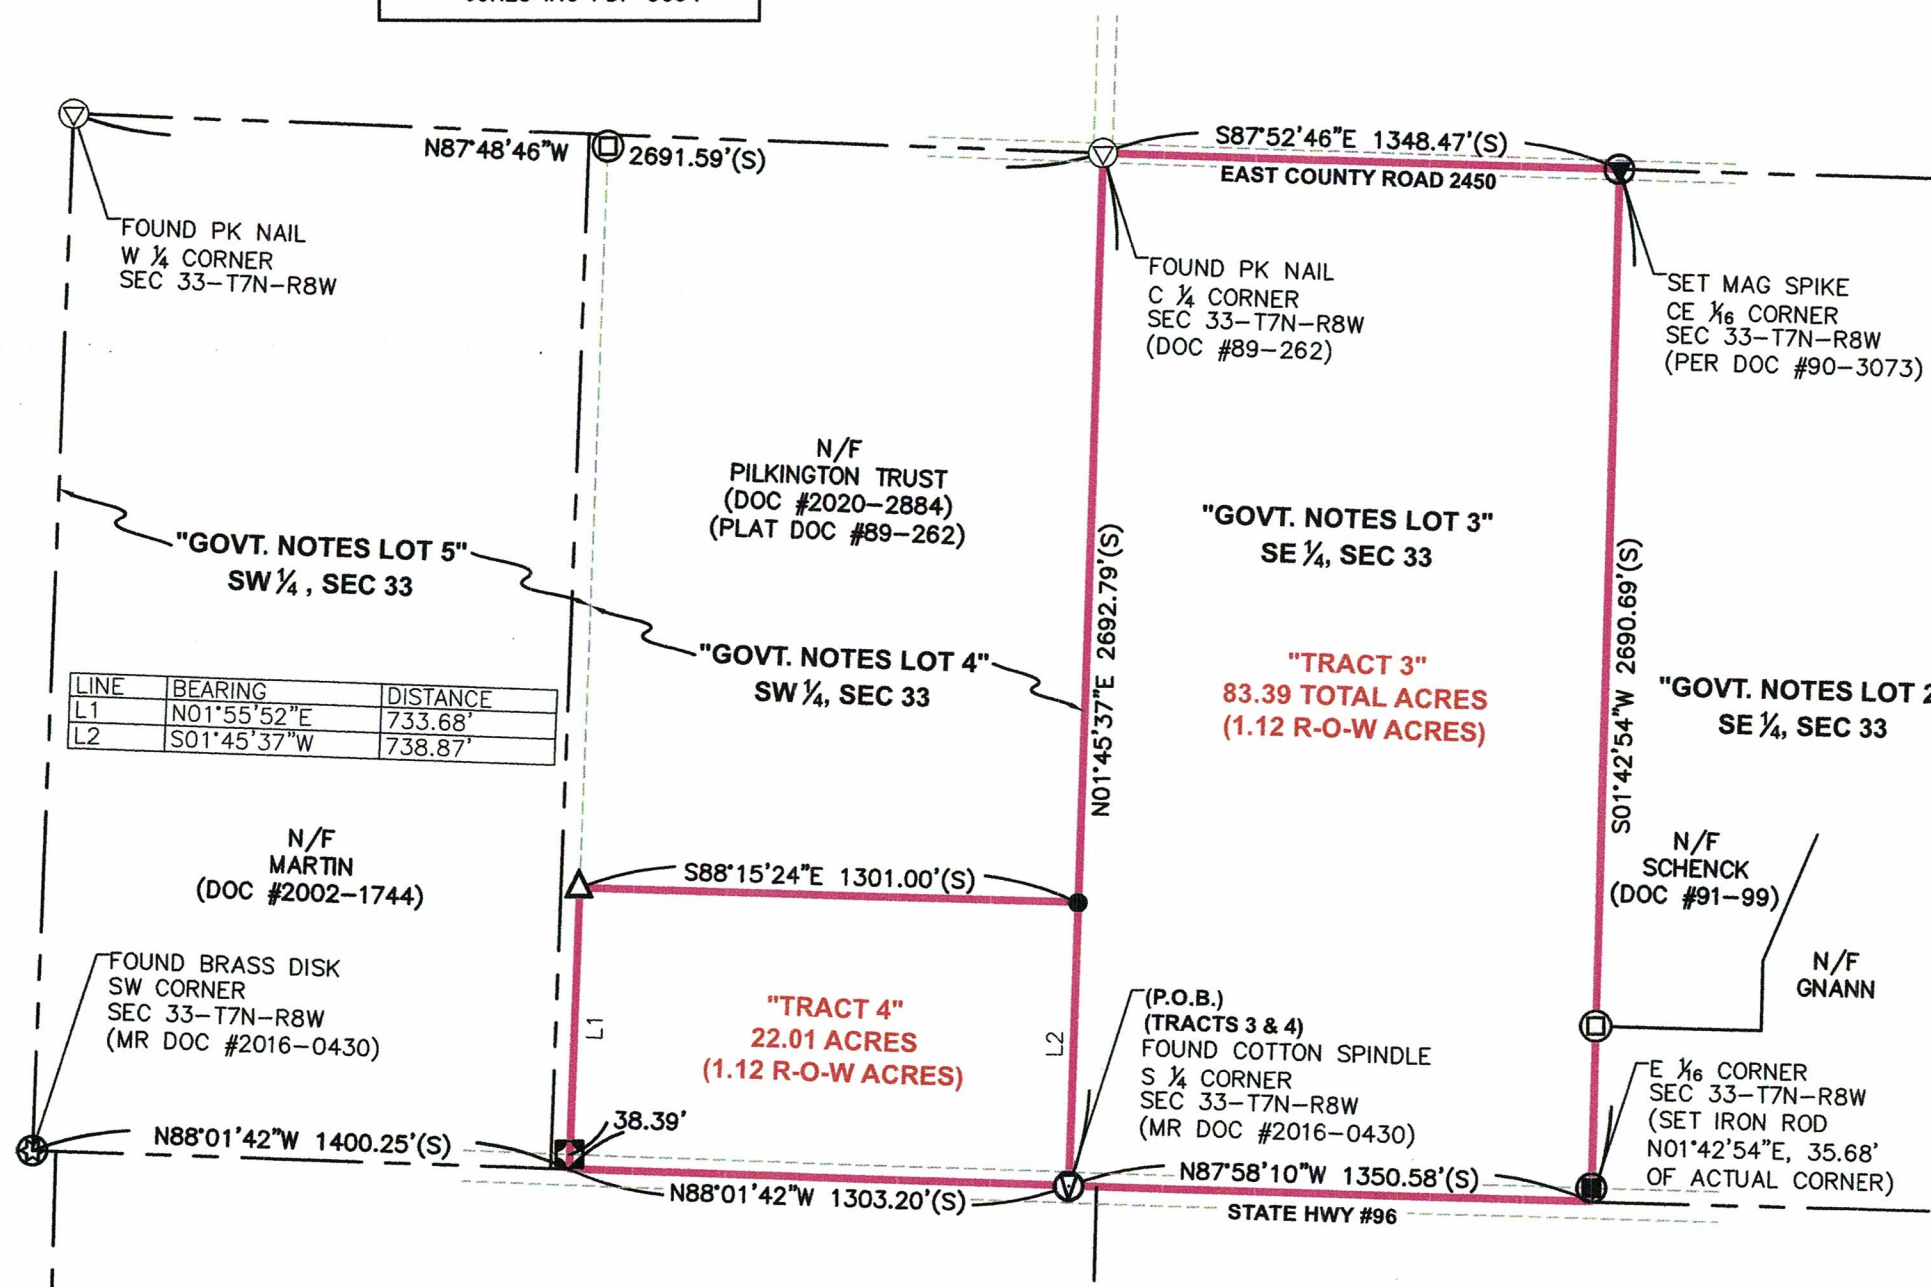 N87°48'46"W 2691.59'(S)
S87°52'46"E 1348.47'(S)
EAST COUNTY ROAD 2450
FOUND PK NAIL
W ¼ CORNER
SEC 33-T7N-R8W
FOUND PK NAIL
C ¼ CORNER
SEC 33-T7N-R8W
(DOC #89-262)
SET MAG SPIKE
CE 1/16 CORNER
SEC 33-T7N-R8W
(PER DOC #90-3073)
N/F
PILKINGTON TRUST
(DOC #2020-2884)
(PLAT DOC #89-262)
"GOVT. NOTES LOT 5"
SW ¼ , SEC 33
"GOVT. NOTES LOT 4"
SW ¼, SEC 33
"GOVT. NOTES LOT 3"
SE ¼, SEC 33
N01°45'37"E 2692.79'(S)
S01°42'54"W 2690.69'(S)
"TRACT 3"
83.39 TOTAL ACRES
(1.12 R-O-W ACRES)
"GOVT. NOTES LOT 2
SE ¼, SEC 33
LINE BEARING DISTANCE
L1 N01°55'52"E 733.68'
L2 S01°45'37"W 738.87'
N/F
MARTIN
(DOC #2002-1744)
S88°15'24"E 1301.00'(S)
N/F
SCHENCK
(DOC #91-99)
N/F
GNANN
FOUND BRASS DISK
SW CORNER
SEC 33-T7N-R8W
(MR DOC #2016-0430)
L1
"TRACT 4"
22.01 ACRES
(1.12 R-O-W ACRES)
L2
(P.O.B.)
(TRACTS 3 & 4)
FOUND COTTON SPINDLE
S ¼ CORNER
SEC 33-T7N-R8W
(MR DOC #2016-0430)
E 1/16 CORNER
SEC 33-T7N-R8W
(SET IRON ROD
N01°42'54"E, 35.68'
OF ACTUAL CORNER)
N88°01'42"W 1400.25'(S)
38.39'
N88°01'42"W 1303.20'(S)
N87°58'10"W 1350.58'(S)
STATE HWY #96